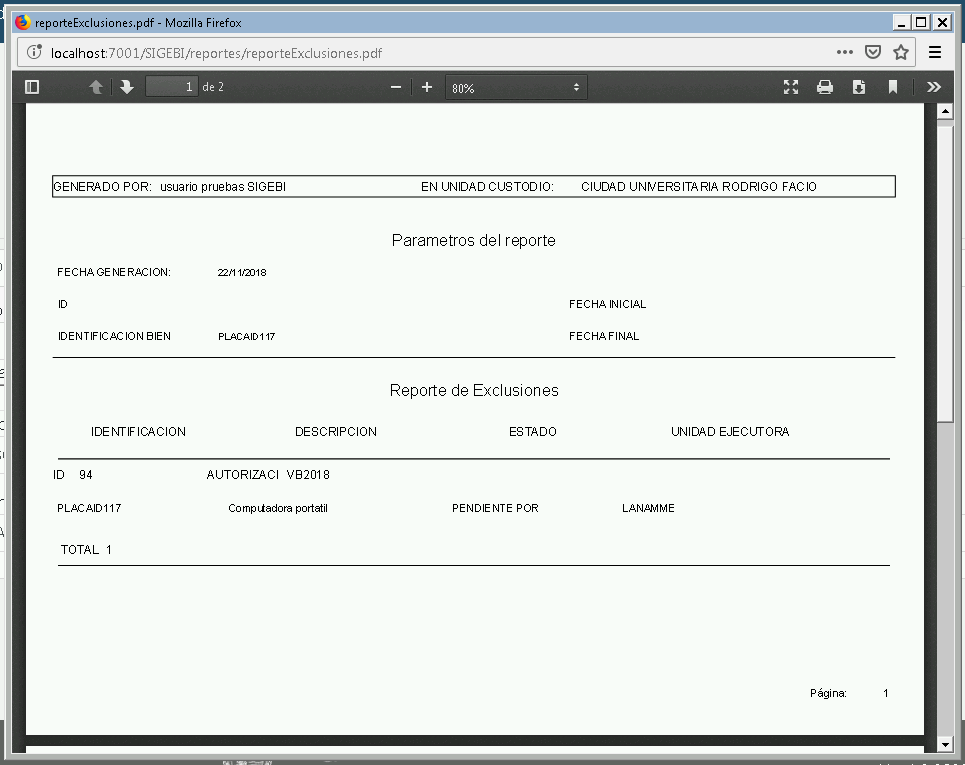 reporteExclusiones.pdf - Mozilla Firefox
localhost:7001/SIGEBI/reportes/reporteExclusiones.pdf
1 de 2 80%
GENERADO POR: usuario pruebas SIGEBI EN UNIDAD CUSTODIO: CIUDAD UNIVERSITARIA RODRIGO FACIO
Parametros del reporte
FECHA GENERACION: 22/11/2018
ID FECHA INICIAL
IDENTIFICACION BIEN PLACAID117 FECHA FINAL
Reporte de Exclusiones
IDENTIFICACION DESCRIPCION ESTADO UNIDAD EJECUTORA
ID 94 AUTORIZACI VB2018
PLACAID117 Computadora portatil PENDIENTE POR LANAMME
TOTAL 1
Página: 1